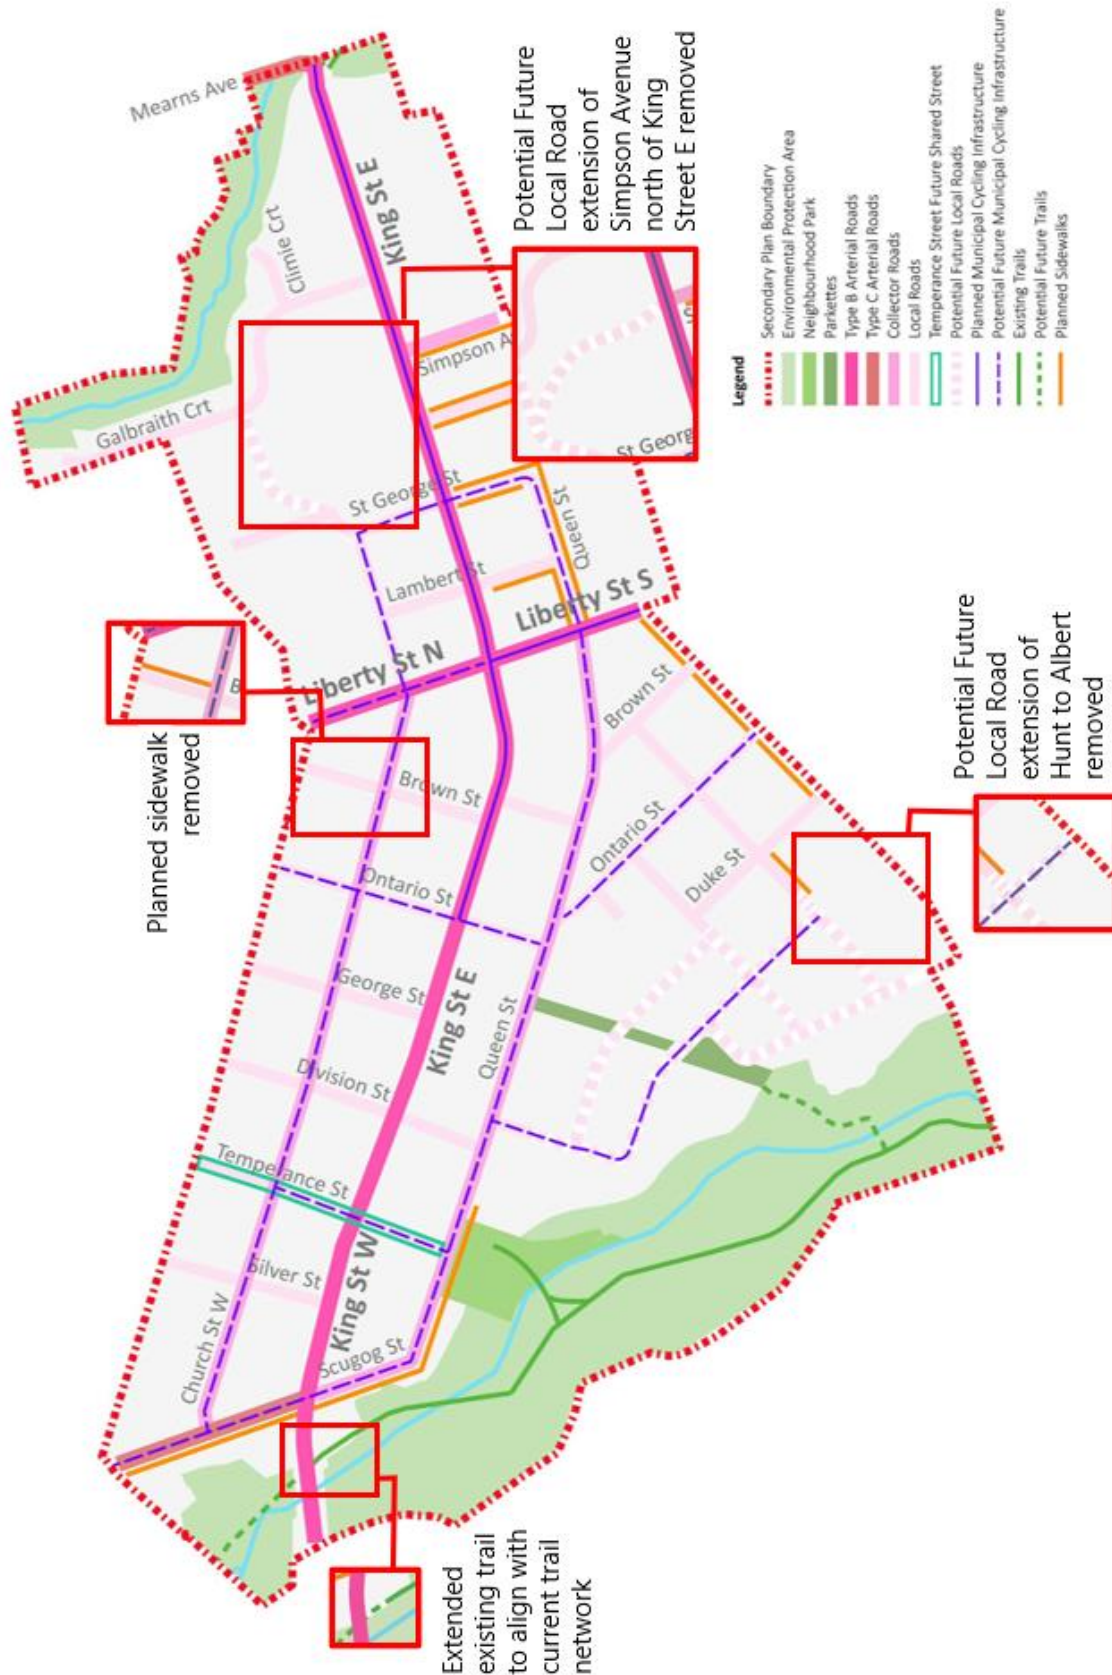 Mearns Ave
King St E
Climie Crt
Galbraith Crt
Simpson A
St George St
Lambert St
Queen St
Liberty St S
Liberty St N
Brown St
Brown St
Ontario St
Ontario St
Duke St
George St
King St E
Queen St
Division St
Temperance St
Silver St
King St W
Church St W
Scugog St
Potential Future
Local Road
extension of
Simpson Avenue
north of King
Street E removed
St Georg
Planned sidewalk
removed
B
Potential Future
Local Road
extension of
Hunt to Albert
removed
Extended
existing trail
to align with
current trail
network
Legend
Secondary Plan Boundary
Environmental Protection Area
Neighbourhood Park
Parkettes
Type B Arterial Roads
Type C Arterial Roads
Collector Roads
Local Roads
Temperance Street Future Shared Street
Potential Future Local Roads
Planned Municipal Cycling Infrastructure
Potential Future Municipal Cycling Infrastructure
Existing Trails
Potential Future Trails
Planned Sidewalks